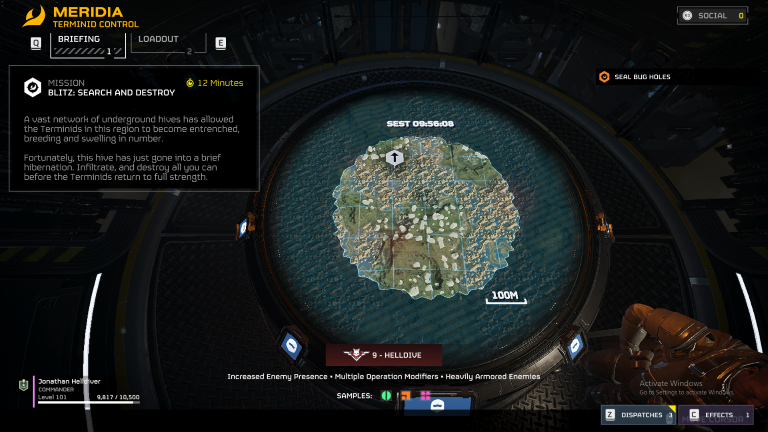 MERIDIA
TERMINID CONTROL
SOCIAL 0
Q
BRIEFING
1
LOADOUT
2
E
MISSION
12 Minutes
BLITZ: SEARCH AND DESTROY
A vast network of underground hives has allowed
the Terminids in this region to become entrenched,
breeding and swelling in number.
Fortunately, this hive has just gone into a brief
hibernation. Infiltrate, and destroy all you can
before the Terminids return to full strength.
SEAL BUG HOLES
SEST 09:56:08
100M
9 - HELLDIVE
Increased Enemy Presence • Multiple Operation Modifiers • Heavily Armored Enemies
SAMPLES:
Jonathan Helldiver
COMMANDER
Level 101
9,817 / 10,500
Activate Windows
Go to Settings to activate Windows.
Z DISPATCHES 3
C EFFECTS 1
CURSOR